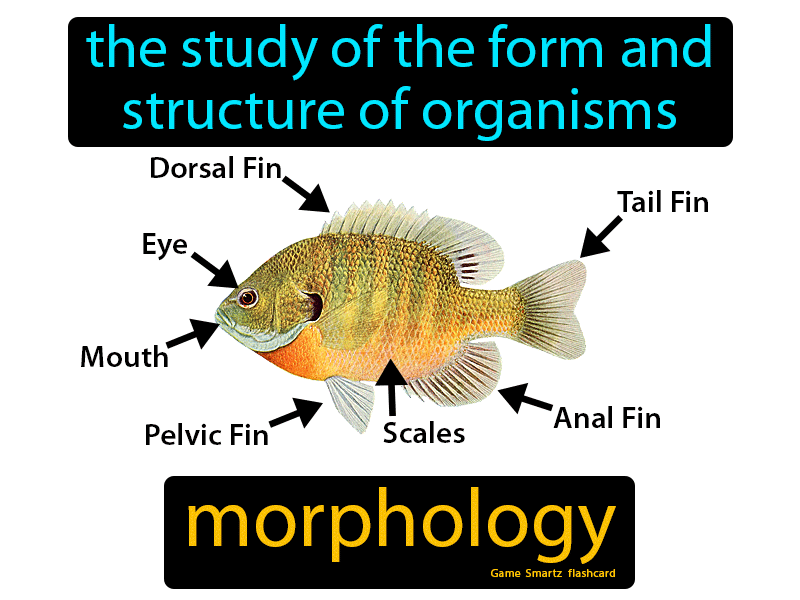 the study of the form and
structure of organisms
Dorsal Fin
Tail Fin
Eye
Mouth
Pelvic Fin
Scales
Anal Fin
morphology
Game Smartz flashcard